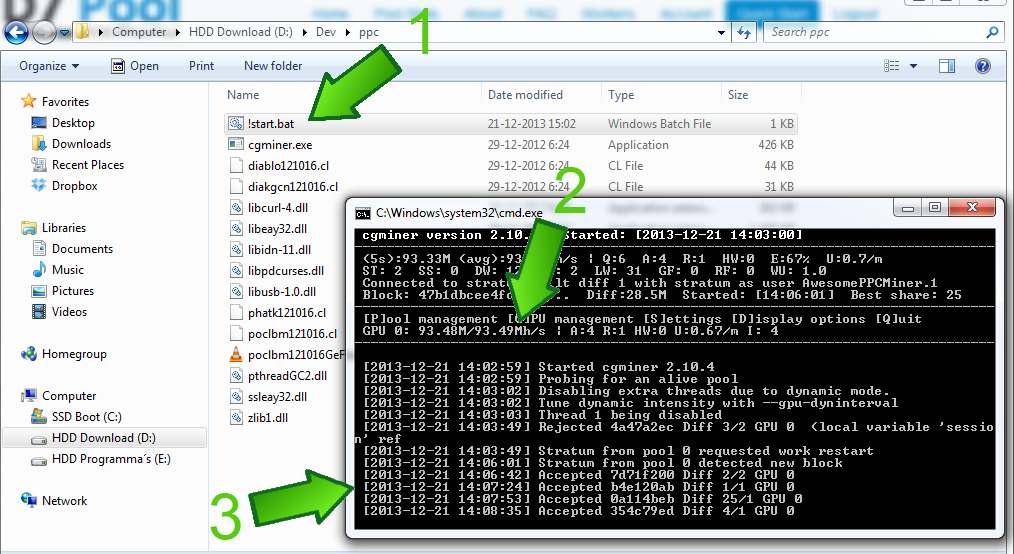 D7 Pool
Home Pool Stats About FAQ Workers Account Quick Start Logout
1
Computer HDD Download (D:) Dev ppc
Search ppc
Organize Open Print New folder
Favorites
Desktop
Downloads
Recent Places
Dropbox
Libraries
Documents
Music
Pictures
Videos
Homegroup
Computer
SSD Boot (C:)
HDD Download (D:)
HDD Programma´s (E:)
Network
Name Date modified Type Size
!start.bat 21-12-2013 15:02 Windows Batch File 1 KB
cgminer.exe 29-12-2012 6:24 Application 426 KB
diablo121016.cl 29-12-2012 6:24 CL File 44 KB
diakgcn121016.cl 29-12-2012 6:24 CL File 31 KB
libcurl-4.dll
libeay32.dll
libidn-11.dll
libpdcurses.dll
libusb-1.0.dll
phatk121016.cl
poclbm121016.cl
poclbm121016GeF
pthreadGC2.dll
ssleay32.dll
zlib1.dll
2
C:\Windows\system32\cmd.exe
cgminer version 2.10. Started: [2013-12-21 14:03:00]
(5s):93.33M (avg):93 h/s | Q:6 A:4 R:1 HW:0 E:67% U:0.7/m
ST: 2 SS: 0 DW: : 2 LW: 31 GF: 0 RF: 0 WU: 1.0
Connected to strat lt diff 1 with stratum as user AwesomePPCMiner.1
Block: 47b1dbcee4f .. Diff:28.5M Started: [14:06:01] Best share: 25
[P]ool management [G]PU management [S]ettings [D]isplay options [Q]uit
GPU 0: 93.48M/93.49Mh/s | A:4 R:1 HW:0 U:0.67/m I: 4
[2013-12-21 14:02:59] Started cgminer 2.10.4
[2013-12-21 14:02:59] Probing for an alive pool
[2013-12-21 14:03:02] Disabling extra threads due to dynamic mode.
[2013-12-21 14:03:02] Tune dynamic intensity with --gpu-dyninterval
[2013-12-21 14:03:03] Thread 1 being disabled
[2013-12-21 14:03:49] Rejected 4a47a2ec Diff 3/2 GPU 0 (local variable 'sessio
n' ref
[2013-12-21 14:03:49] Stratum from pool 0 requested work restart
[2013-12-21 14:06:01] Stratum from pool 0 detected new block
[2013-12-21 14:06:42] Accepted 7d71f200 Diff 2/2 GPU 0
[2013-12-21 14:07:24] Accepted b4e120ab Diff 1/1 GPU 0
[2013-12-21 14:07:53] Accepted 0a114beb Diff 25/1 GPU 0
[2013-12-21 14:08:35] Accepted 354c79ed Diff 4/1 GPU 0
3